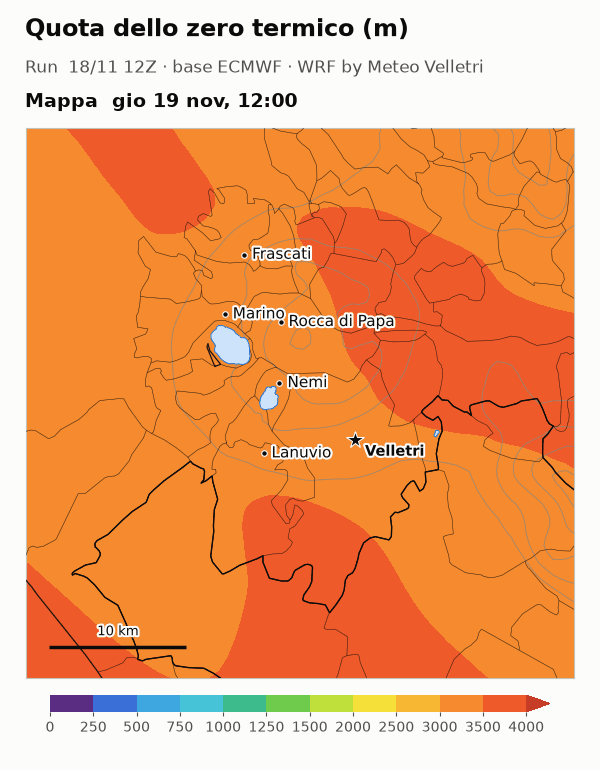 Quota dello zero termico (m)
Run  18/11 12Z · base ECMWF · WRF by Meteo Velletri
Mappa  gio 19 nov, 12:00
Frascati
Marino
Rocca di Papa
Nemi
Velletri
Lanuvio
10 km
0 250 500 750 1000 1250 1500 2000 2500 3000 3500 4000